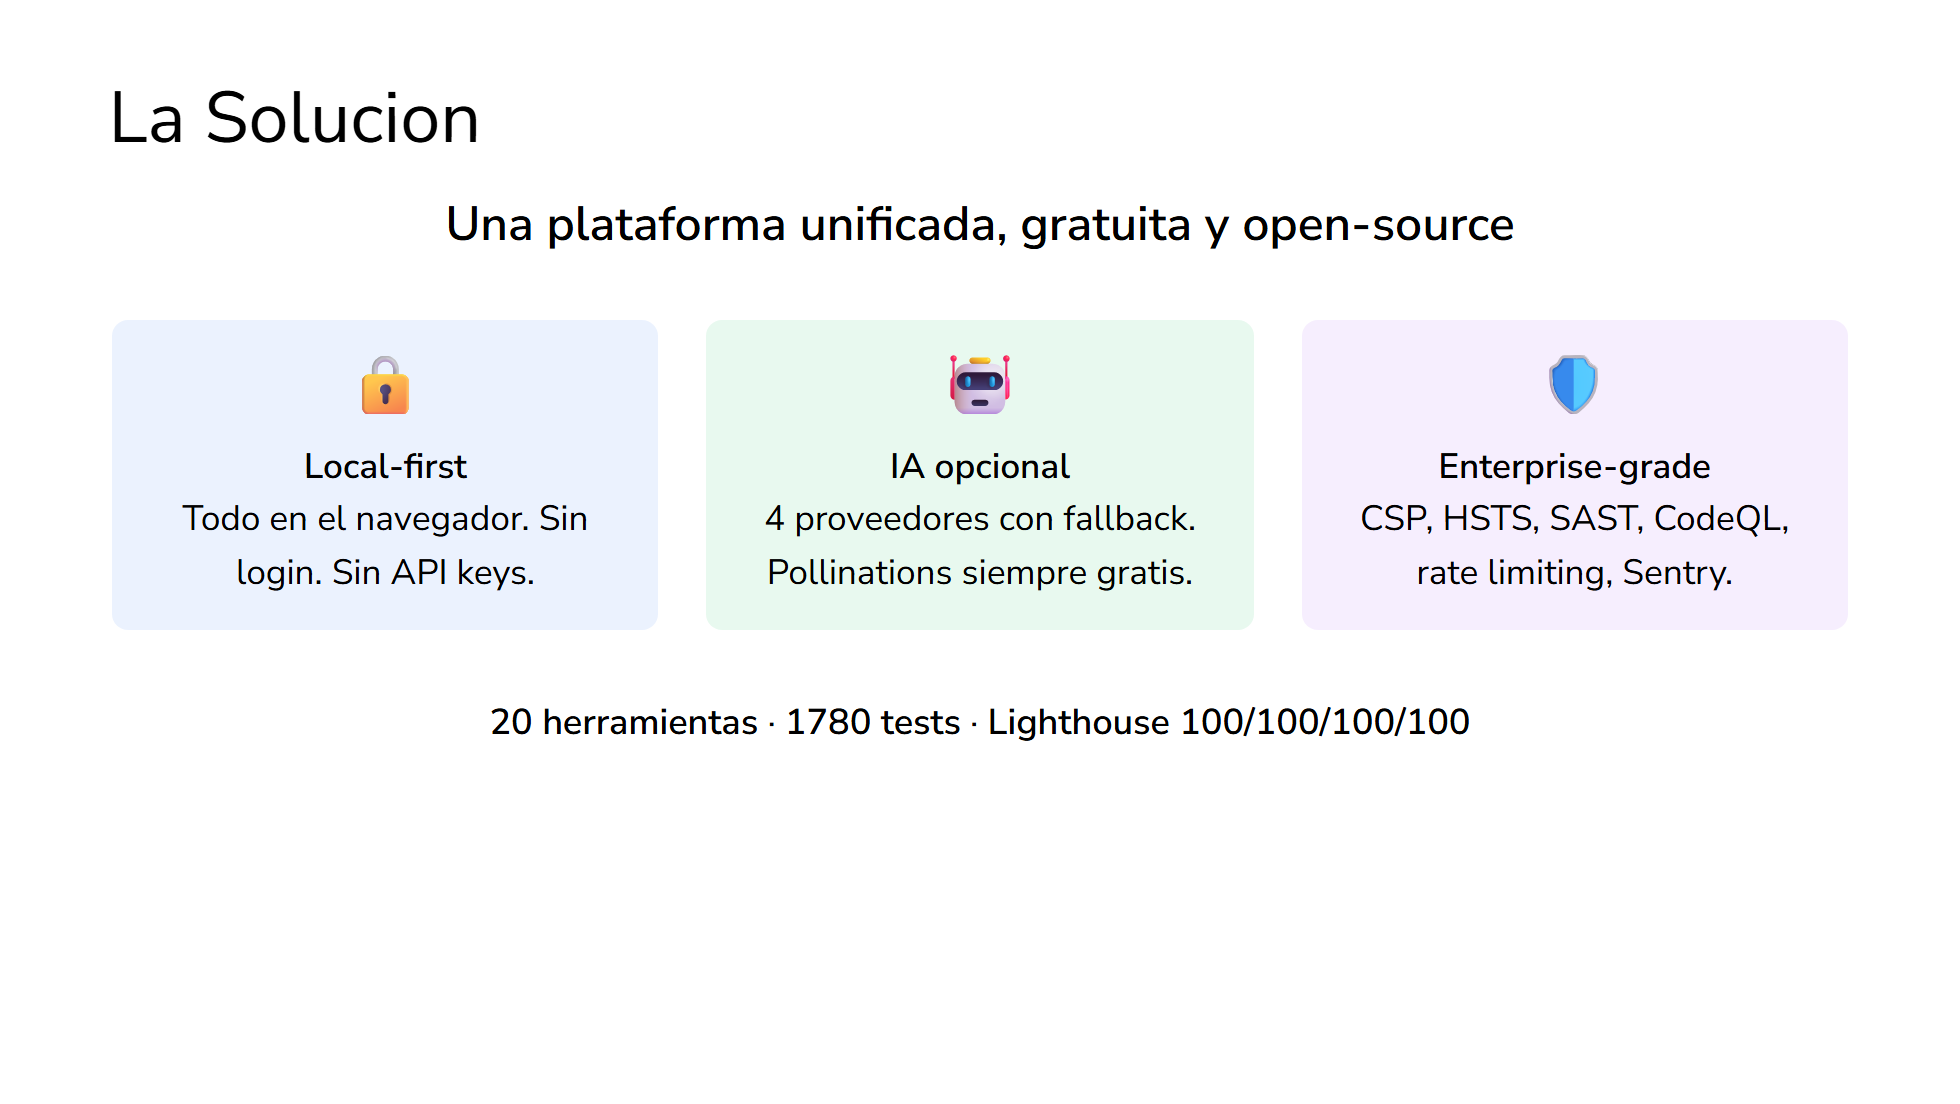 La Solucion
Una plataforma unificada, gratuita y open-source
Local-first
Todo en el navegador. Sin
login. Sin API keys.
IA opcional
4 proveedores con fallback.
Pollinations siempre gratis.
Enterprise-grade
CSP, HSTS, SAST, CodeQL,
rate limiting, Sentry.
20 herramientas · 1780 tests · Lighthouse 100/100/100/100